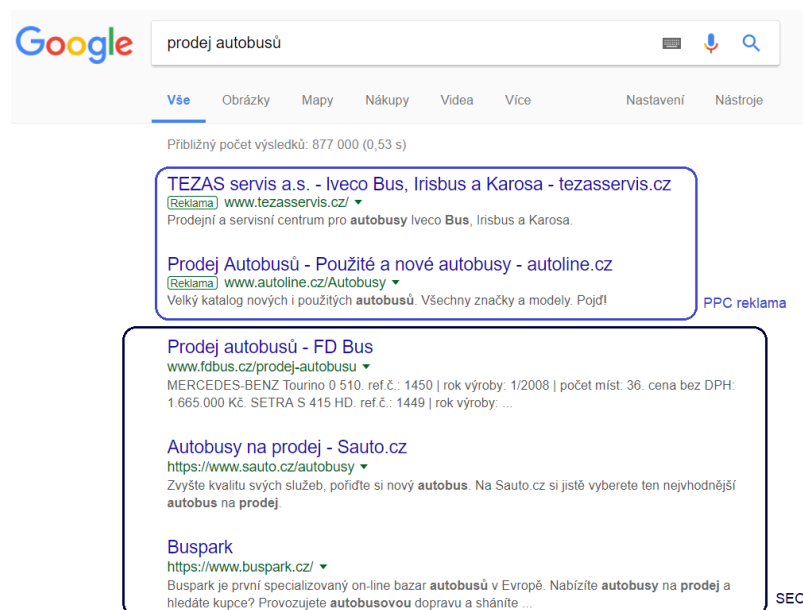 Google
prodej autobusů
Vše Obrázky Mapy Nákupy Videa Více Nastavení Nástroje
Přibližný počet výsledků: 877 000 (0,53 s)
TEZAS servis a.s. - Iveco Bus, Irisbus a Karosa - tezasservis.cz
Reklama www.tezasservis.cz/
Prodejní a servisní centrum pro autobusy Iveco Bus, Irisbus a Karosa.
Prodej Autobusů - Použité a nové autobusy - autoline.cz
Reklama www.autoline.cz/Autobusy
Velký katalog nových i použitých autobusů. Všechny značky a modely. Pojď!
PPC reklama
Prodej autobusů - FD Bus
www.fdbus.cz/prodej-autobusu
MERCEDES-BENZ Tourino 0 510. ref.č.: 1450 | rok výroby: 1/2008 | počet míst: 36. cena bez DPH:
1.665.000 Kč. SETRA S 415 HD. ref.č.: 1449 | rok výroby: ...
Autobusy na prodej - Sauto.cz
https://www.sauto.cz/autobusy
Zvyšte kvalitu svých služeb, pořiďte si nový autobus. Na Sauto.cz si jistě vyberete ten nejvhodnější
autobus na prodej.
Buspark
https://www.buspark.cz/
Buspark je první specializovaný on-line bazar autobusů v Evropě. Nabízíte autobusy na prodej a
hledáte kupce? Provozujete autobusovou dopravu a sháníte ...
SEO